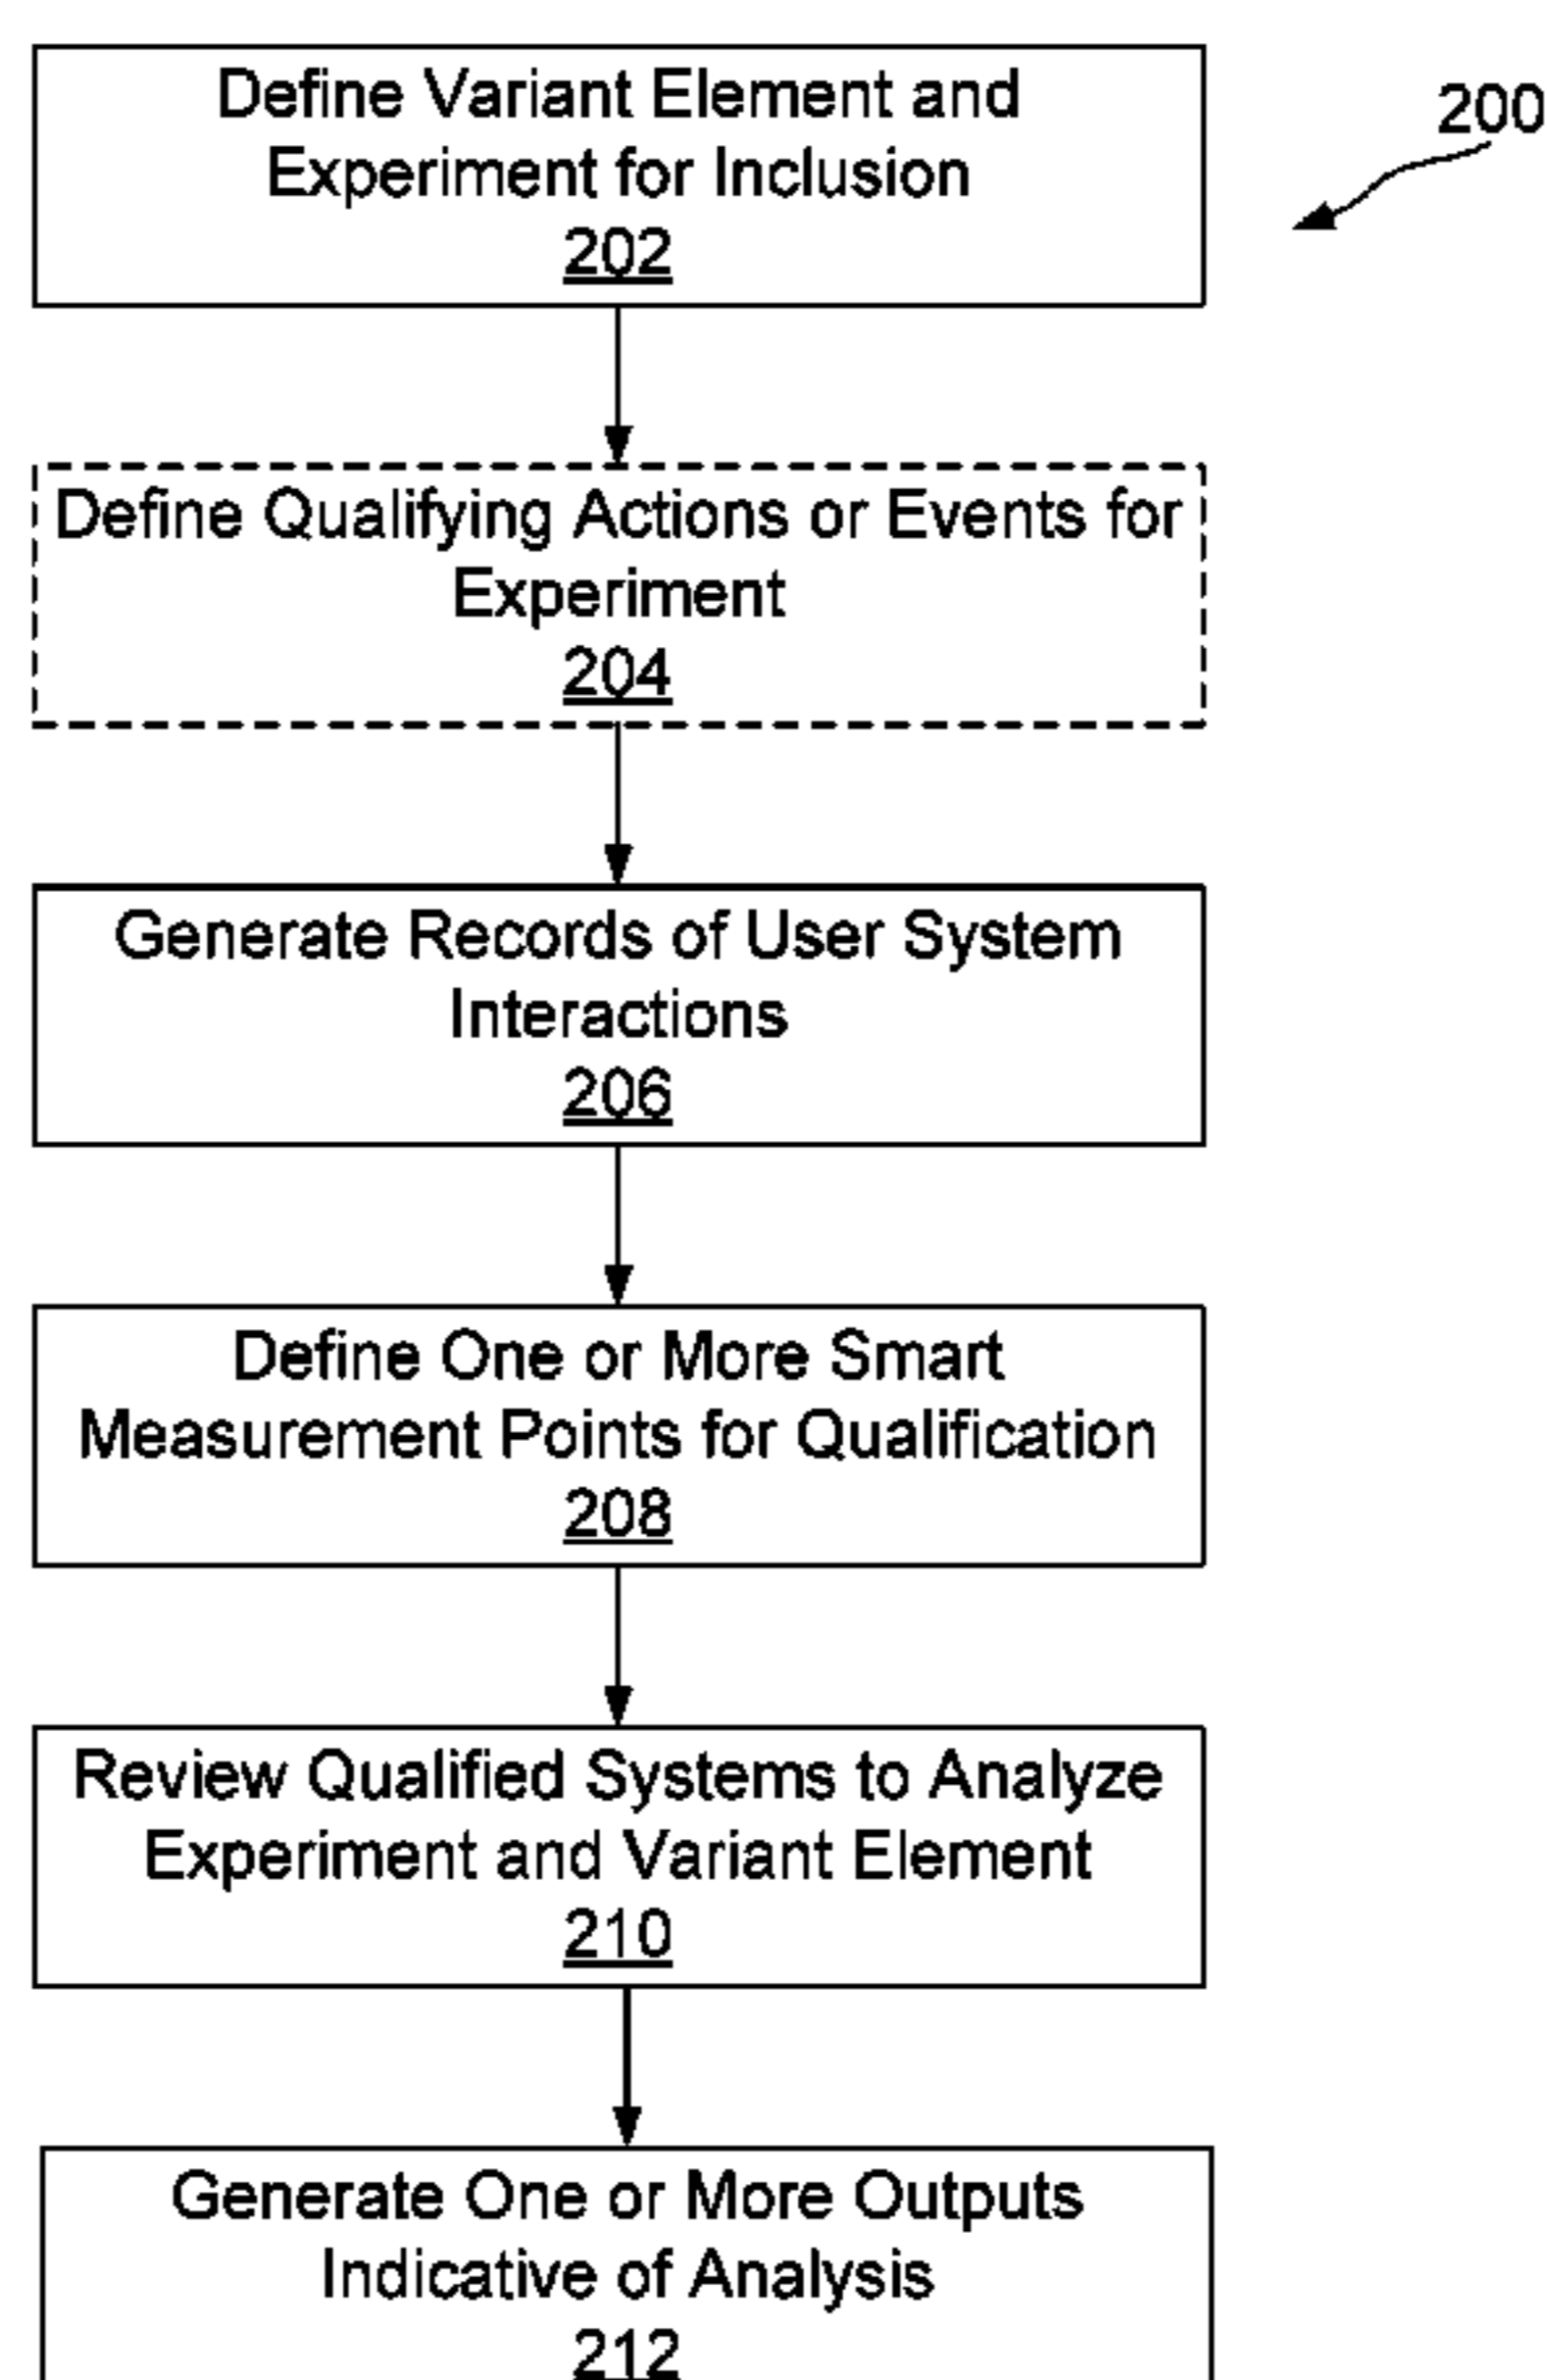 Define Variant Element and
Experiment for Inclusion
202
200
Define Qualifying Actions or Events for
Experiment
204
Generate Records of User System
Interactions
206
Define One or More Smart
Measurement Points for Qualification
208
Review Qualified Systems to Analyze
Experiment and Variant Element
210
Generate One or More Outputs
Indicative of Analysis
212